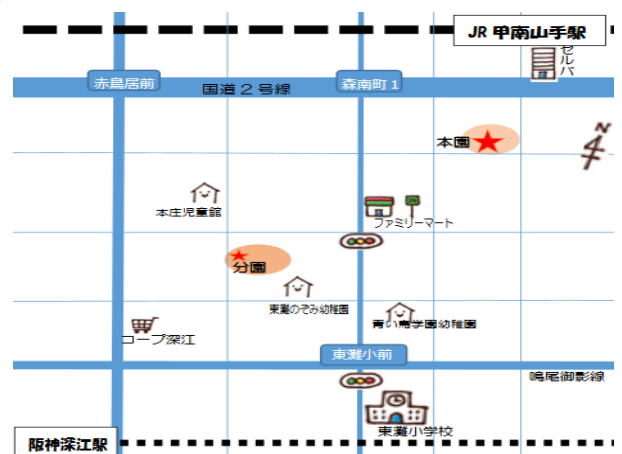 JR 甲南山手駅
セルバ
赤鳥居前
国道２号線
森南町１
本園
N
本庄児童館
ファミリーマート
分園
東灘のぞみ幼稚園
青い鳥学園幼稚園
コープ深江
東灘小前
鳴尾御影線
東灘小学校
阪神深江駅